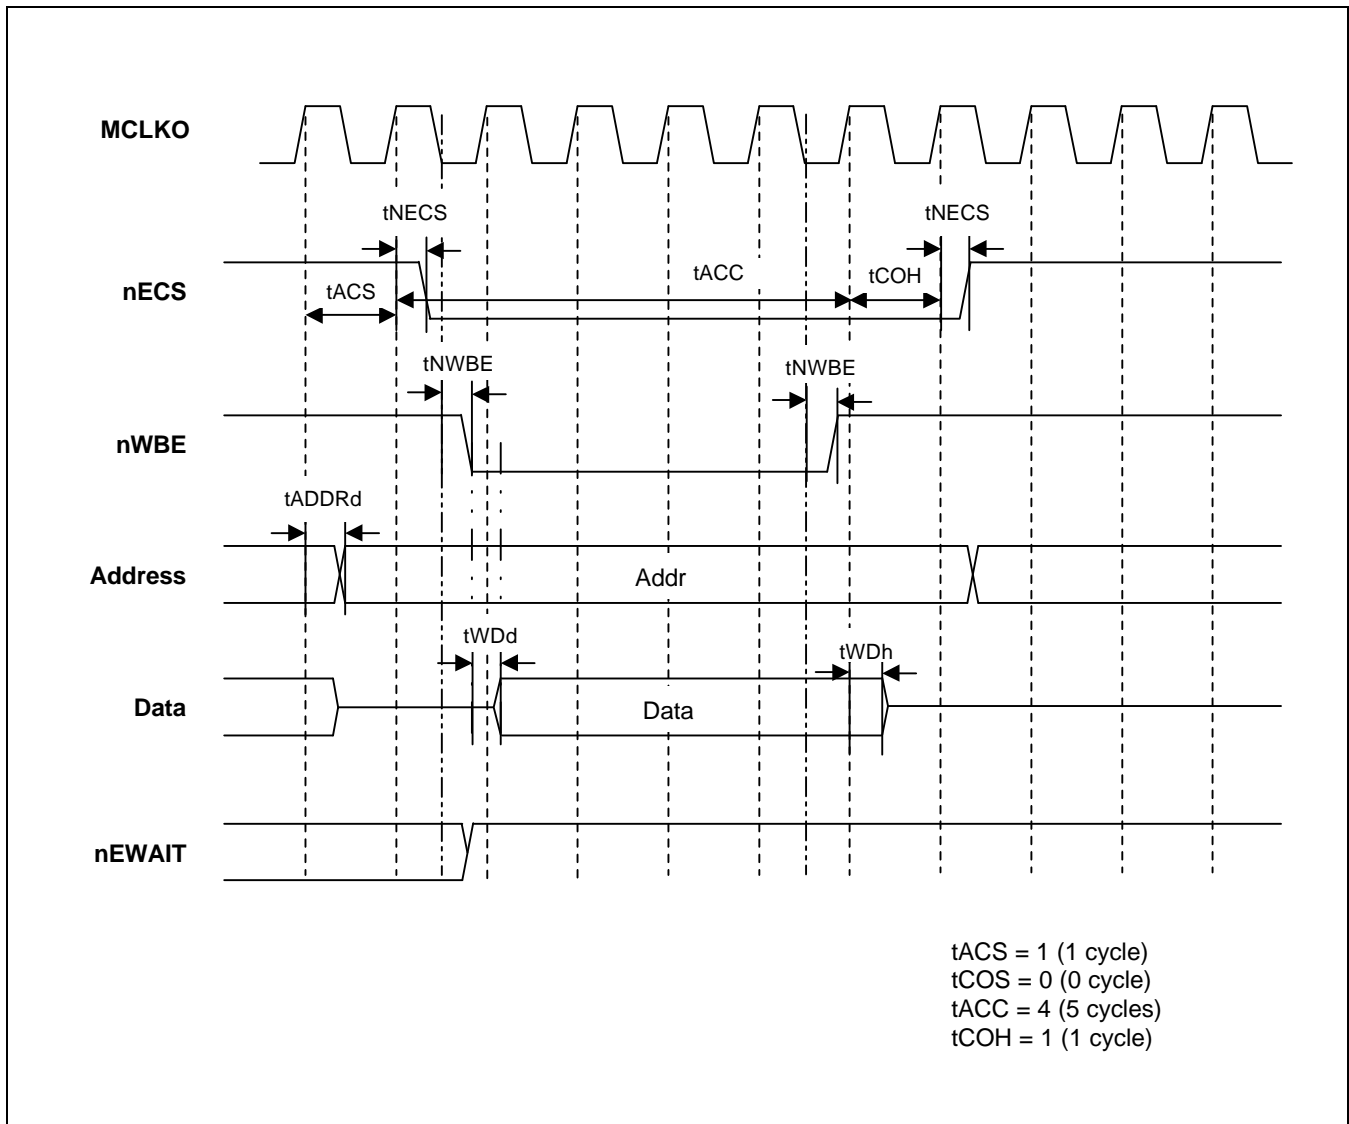 MCLKO
tNECS
tNECS
nECS
tACS
tACC
tCOH
tNWBE
tNWBE
nWBE
tADDRd
Address
Addr
tWDd
tWDh
Data
Data
nEWAIT
tACS = 1 (1 cycle)
tCOS = 0 (0 cycle)
tACC = 4 (5 cycles)
tCOH = 1 (1 cycle)